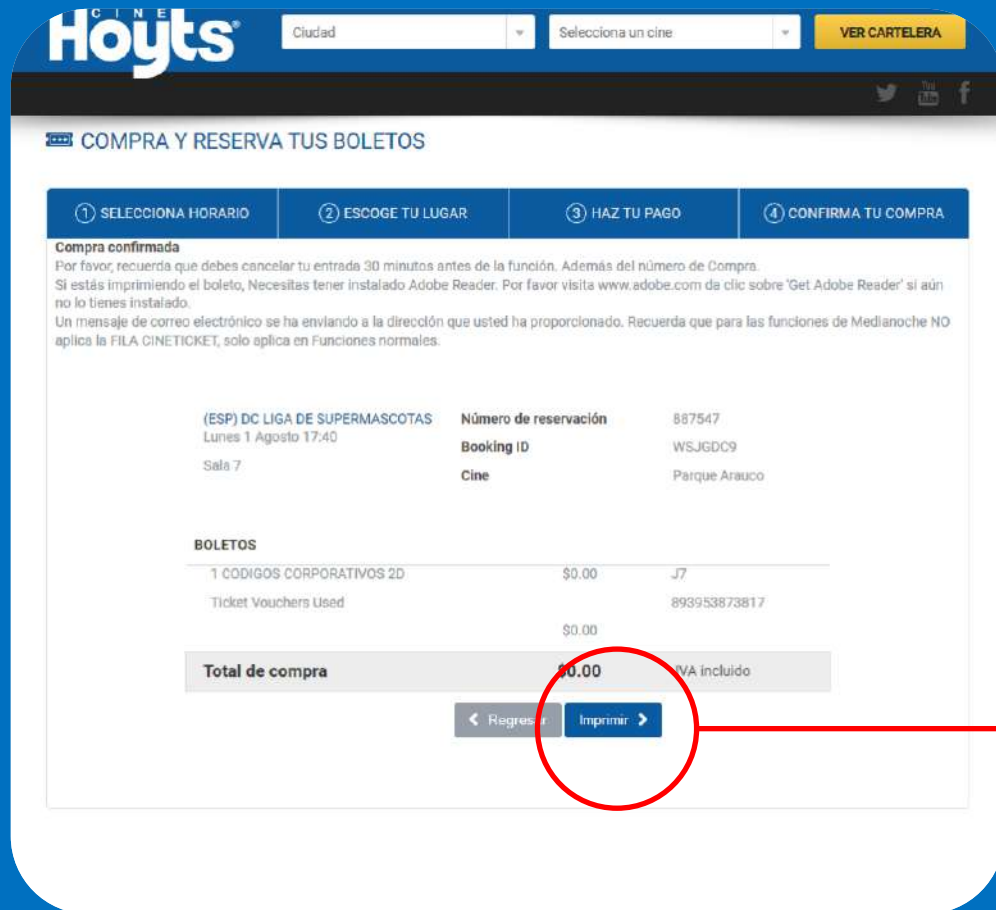 CINE
Hoyts
Ciudad
Selecciona un cine
VER CARTELERA
You Tube
f
COMPRA Y RESERVA TUS BOLETOS
1 SELECCIONA HORARIO
2 ESCOGE TU LUGAR
3 HAZ TU PAGO
4 CONFIRMA TU COMPRA
Compra confirmada
Por favor, recuerda que debes cancelar tu entrada 30 minutos antes de la función. Además del número de Compra.
Si estás imprimiendo el boleto, Necesitas tener instalado Adobe Reader. Por favor visita www.adobe.com da clic sobre 'Get Adobe Reader' si aún
no lo tienes instalado.
Un mensaje de correo electrónico se ha enviando a la dirección que usted ha proporcionado. Recuerda que para las funciones de Medianoche NO
aplica la FILA CINETICKET, solo aplica en Funciones normales.
(ESP) DC LIGA DE SUPERMASCOTAS
Lunes 1 Agosto 17:40
Sala 7
Número de reservación 887547
Booking ID WSJGDC9
Cine Parque Arauco
BOLETOS
1 CODIGOS CORPORATIVOS 2D $0.00 J7
Ticket Vouchers Used 893953873817
$0.00
Total de compra $0.00 IVA incluido
Regresar
Imprimir